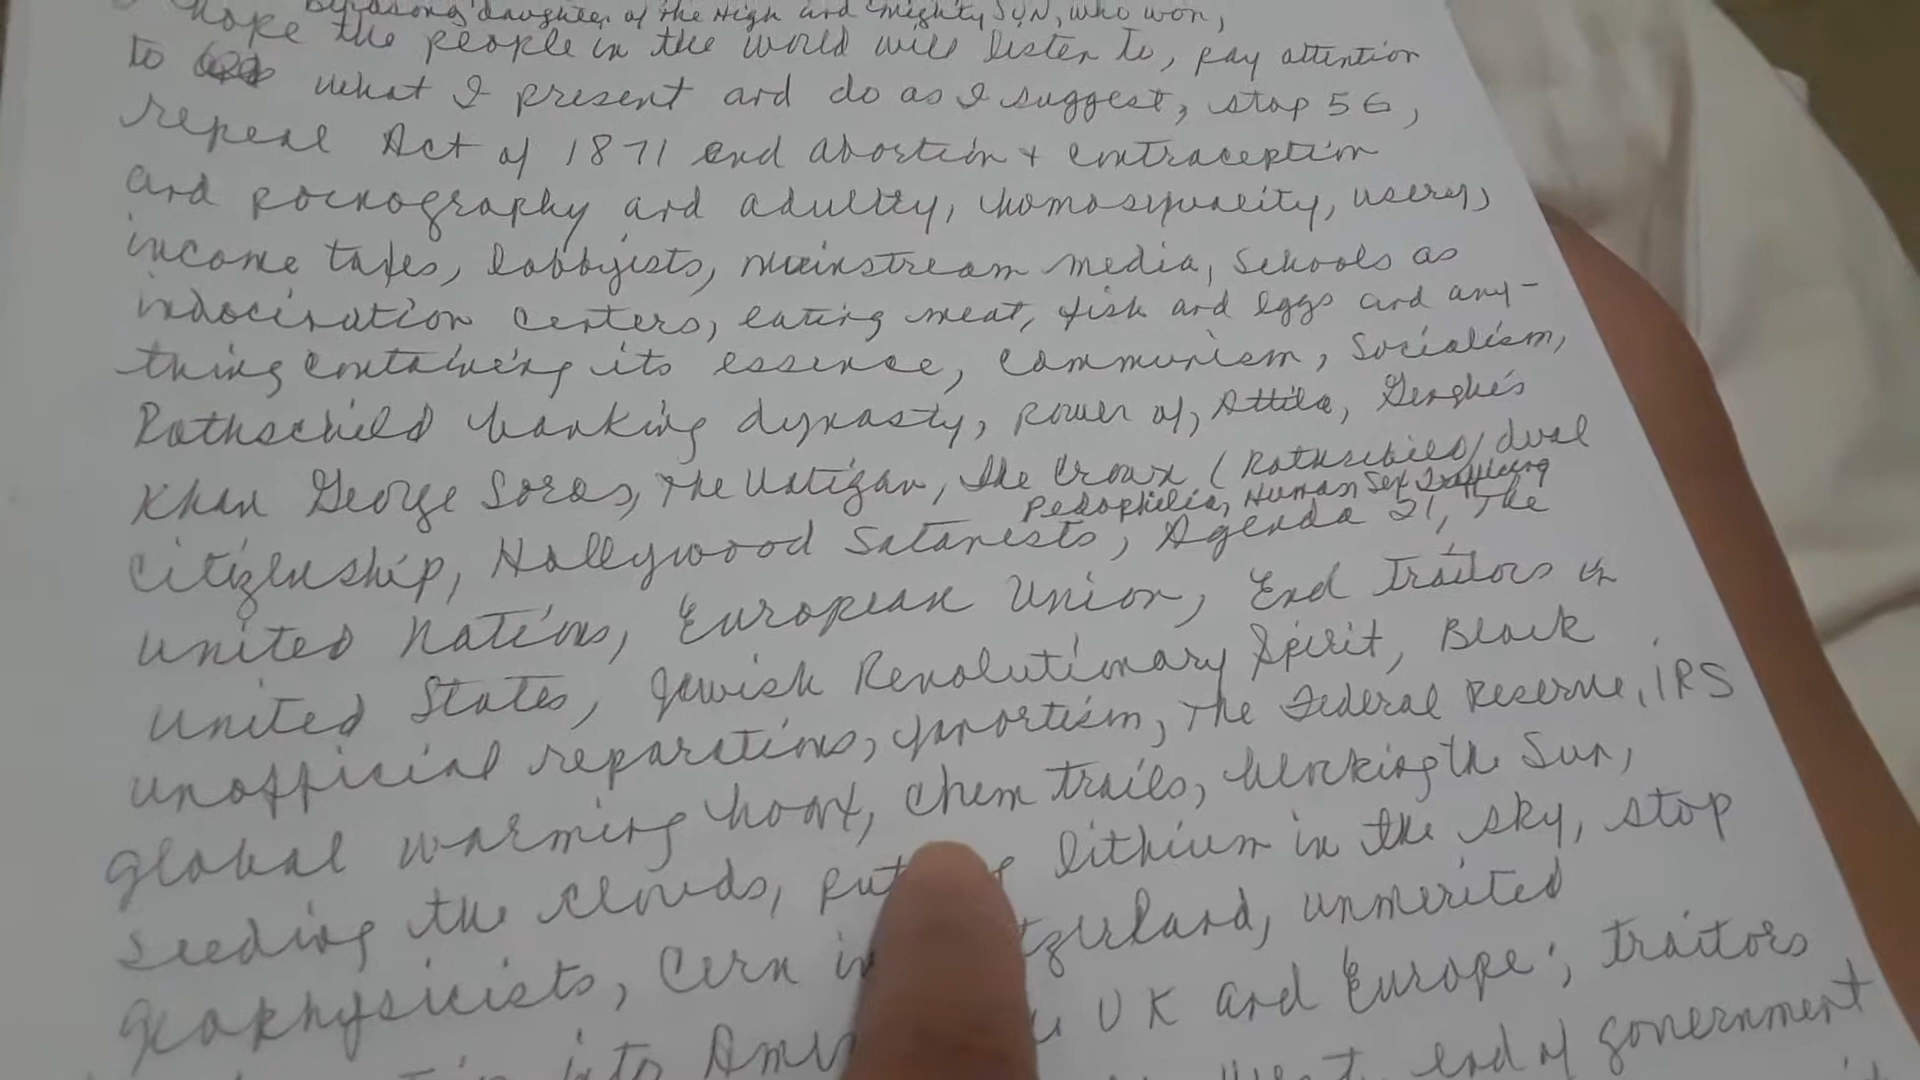 daughter of the High and mighty SUN, who won,
hope the people in the world will listen to, pay attention
to what I present and do as I suggest, stop 5G,
repeal Act of 1871 end abortion + contraception
and pornography and adultry, homosexuality, usery,
income taxes, lobbyists, mainstream media, schools as
indocination centers, eating meat, fish and eggs and any-
thing containing its essence, communism, Socialism,
Rothschild banking dynasty, power of, Attila, Genghis
Khan George Soros, The Vatigan, the Crown (Rothschild/dual
Pedophilia, Human Sex Trafficking
citizenship, Hollywood Satanists, Agenda 21, The
United Nations, European Union, End traitors in
United States, Jewish Revolutionary Spirit, Black
unofficial reparations, The Federal Reserve, IRS
global warming hoax, chem trails, blocking the Sun,
seeding the clouds, lithium in the sky, stop
geophysicists, Cern in unmerited
into UK and Europe; traitors
end of government